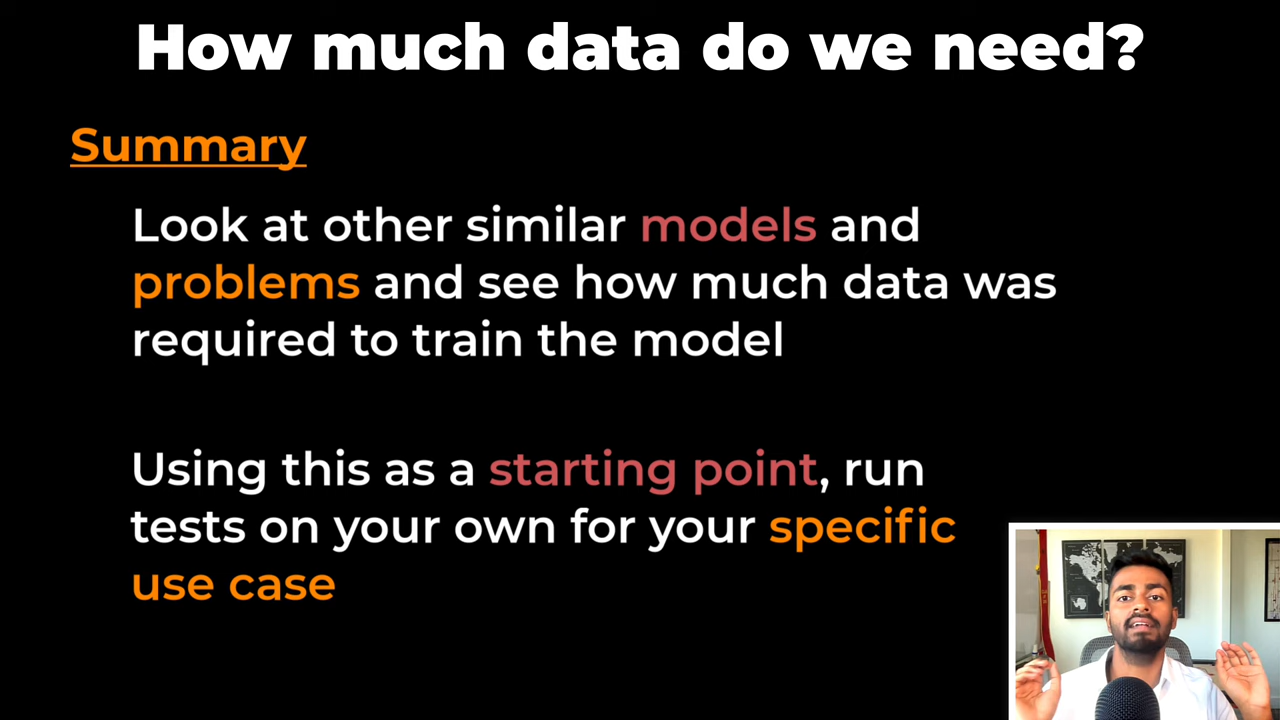 How much data do we need?
Summary
Look at other similar models and
problems and see how much data was
required to train the model
Using this as a starting point, run
tests on your own for your specific
use case